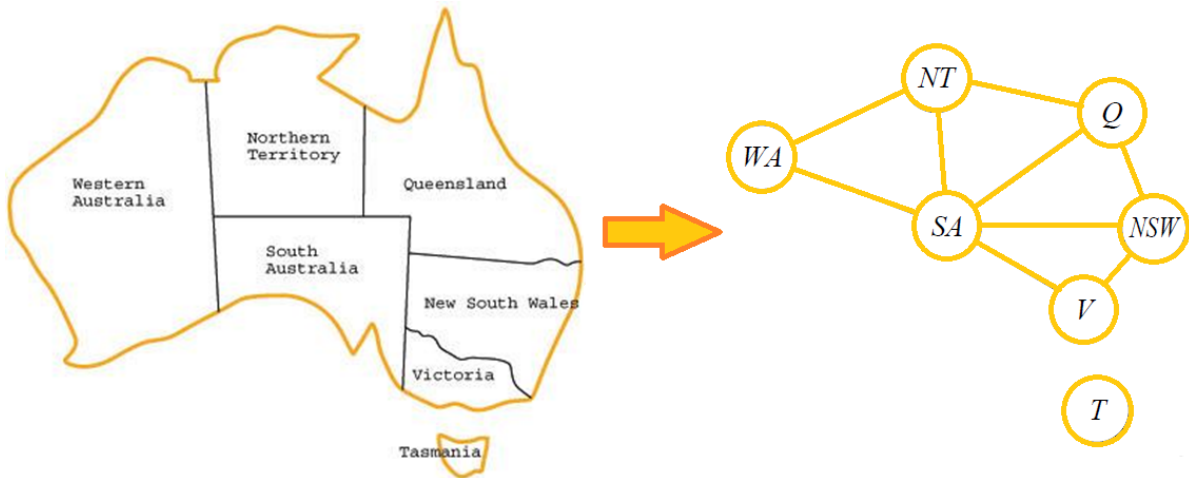 Northern
Territory
Western
Australia
Queensland
South
Australia
New South Wales
Victoria
Tasmania
NT
Q
WA
SA
NSW
V
T